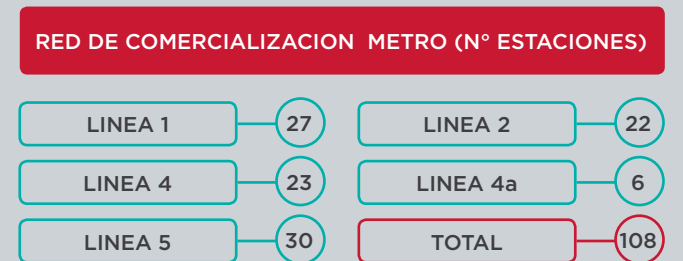 RED DE COMERCIALIZACION METRO (N° ESTACIONES)
LINEA 1 27 LINEA 2 22
LINEA 4 23 LINEA 4a 6
LINEA 5 30 TOTAL 108